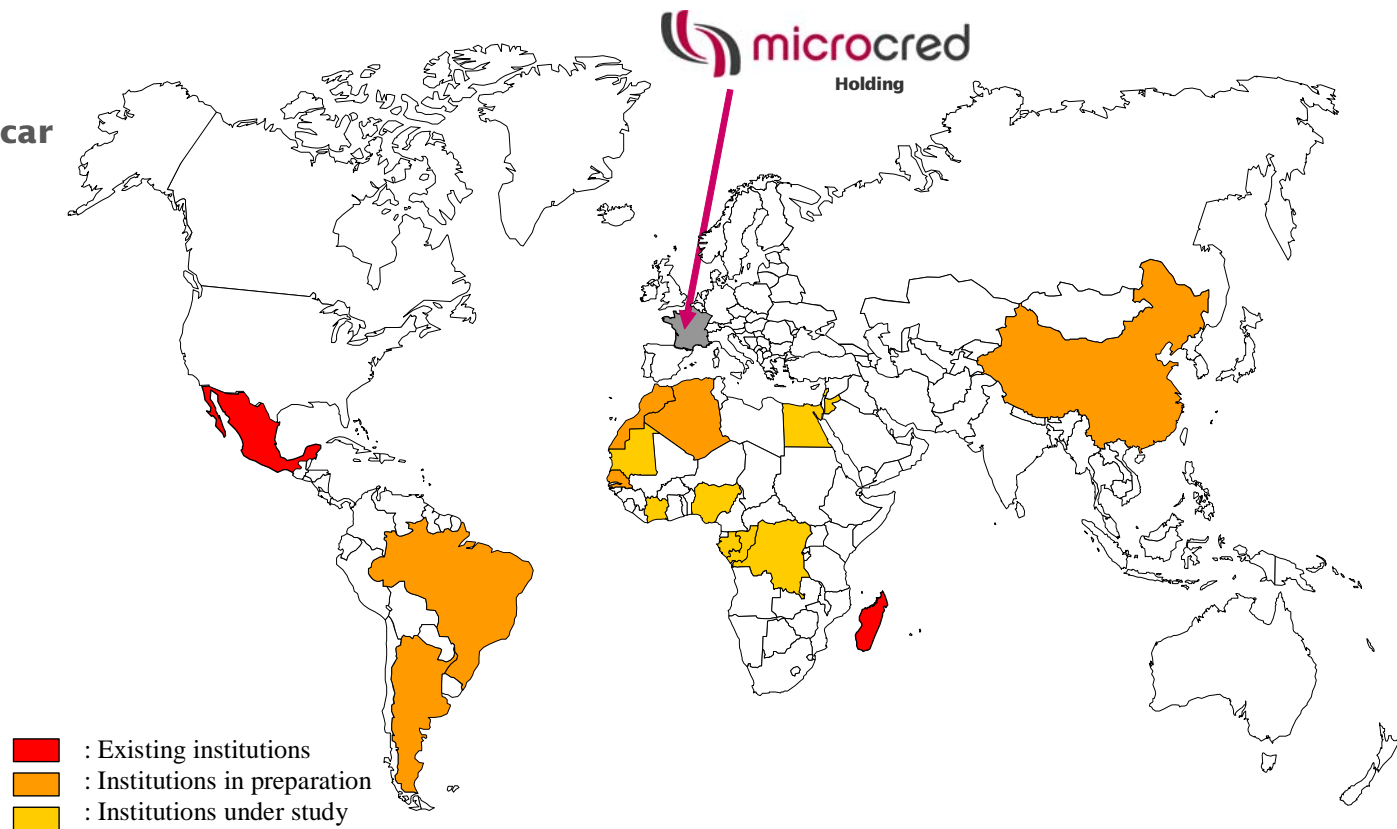 microcred
Holding
car
: Existing institutions
: Institutions in preparation
: Institutions under study